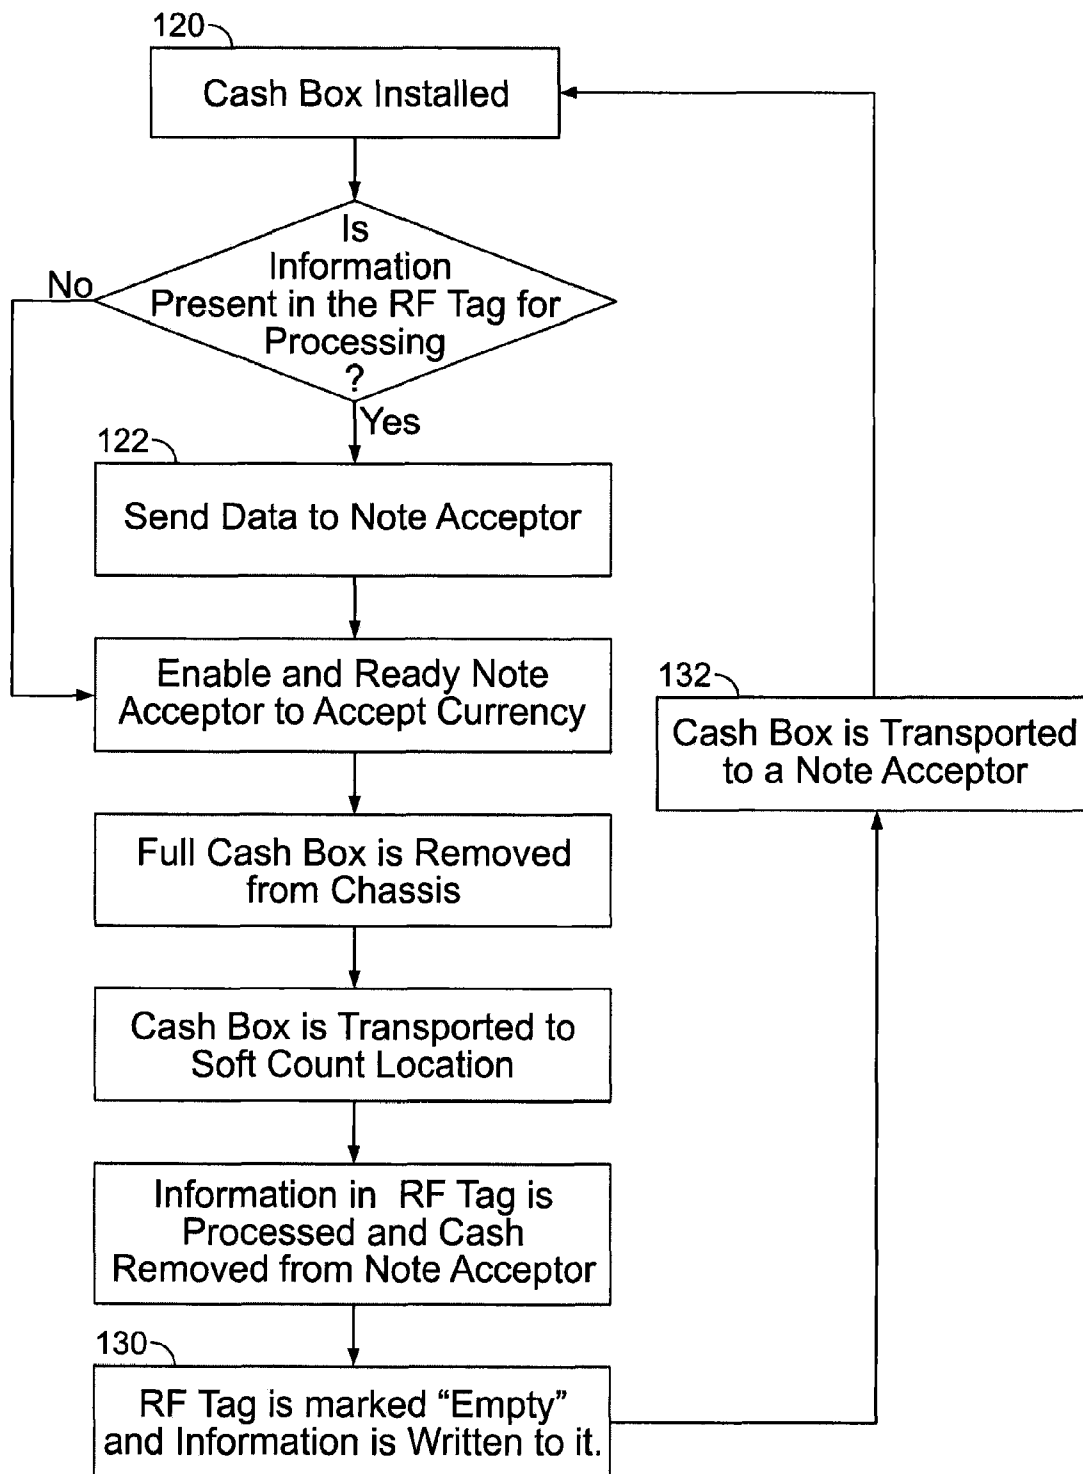 120
Cash Box Installed
Is
Information
Present in the RF Tag for
Processing
?
No
Yes
122
Send Data to Note Acceptor
Enable and Ready Note
Acceptor to Accept Currency
Full Cash Box is Removed
from Chassis
Cash Box is Transported to
Soft Count Location
Information in RF Tag is
Processed and Cash
Removed from Note Acceptor
130
RF Tag is marked “Empty”
and Information is Written to it.
132
Cash Box is Transported
to a Note Acceptor